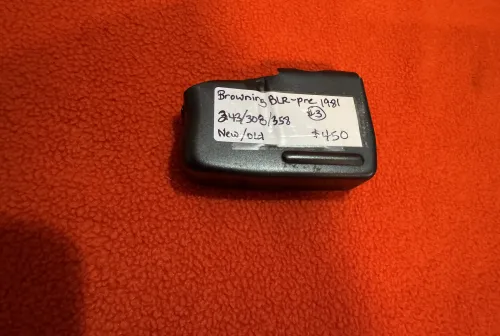 Browning BLR-pre 1981
243/308/358 #3
New/old $450